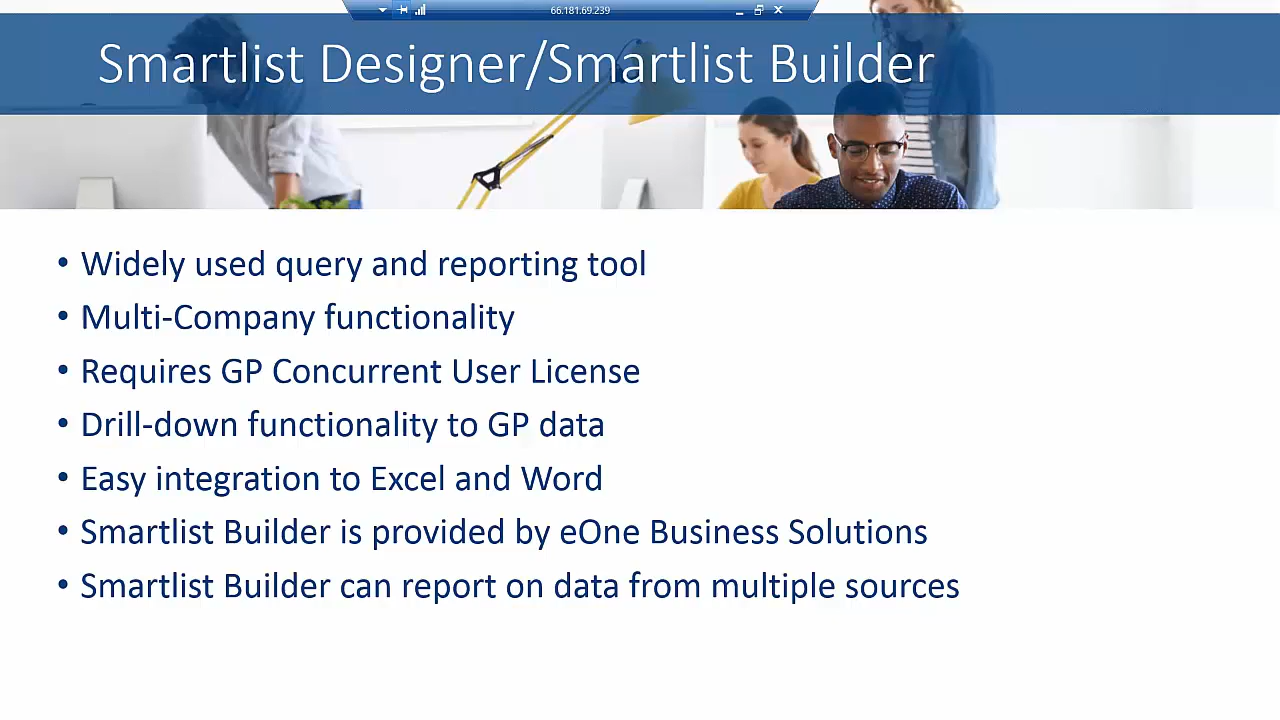 66.181.69.239
Smartlist Designer/Smartlist Builder
• Widely used query and reporting tool
• Multi-Company functionality
• Requires GP Concurrent User License
• Drill-down functionality to GP data
• Easy integration to Excel and Word
• Smartlist Builder is provided by eOne Business Solutions
• Smartlist Builder can report on data from multiple sources